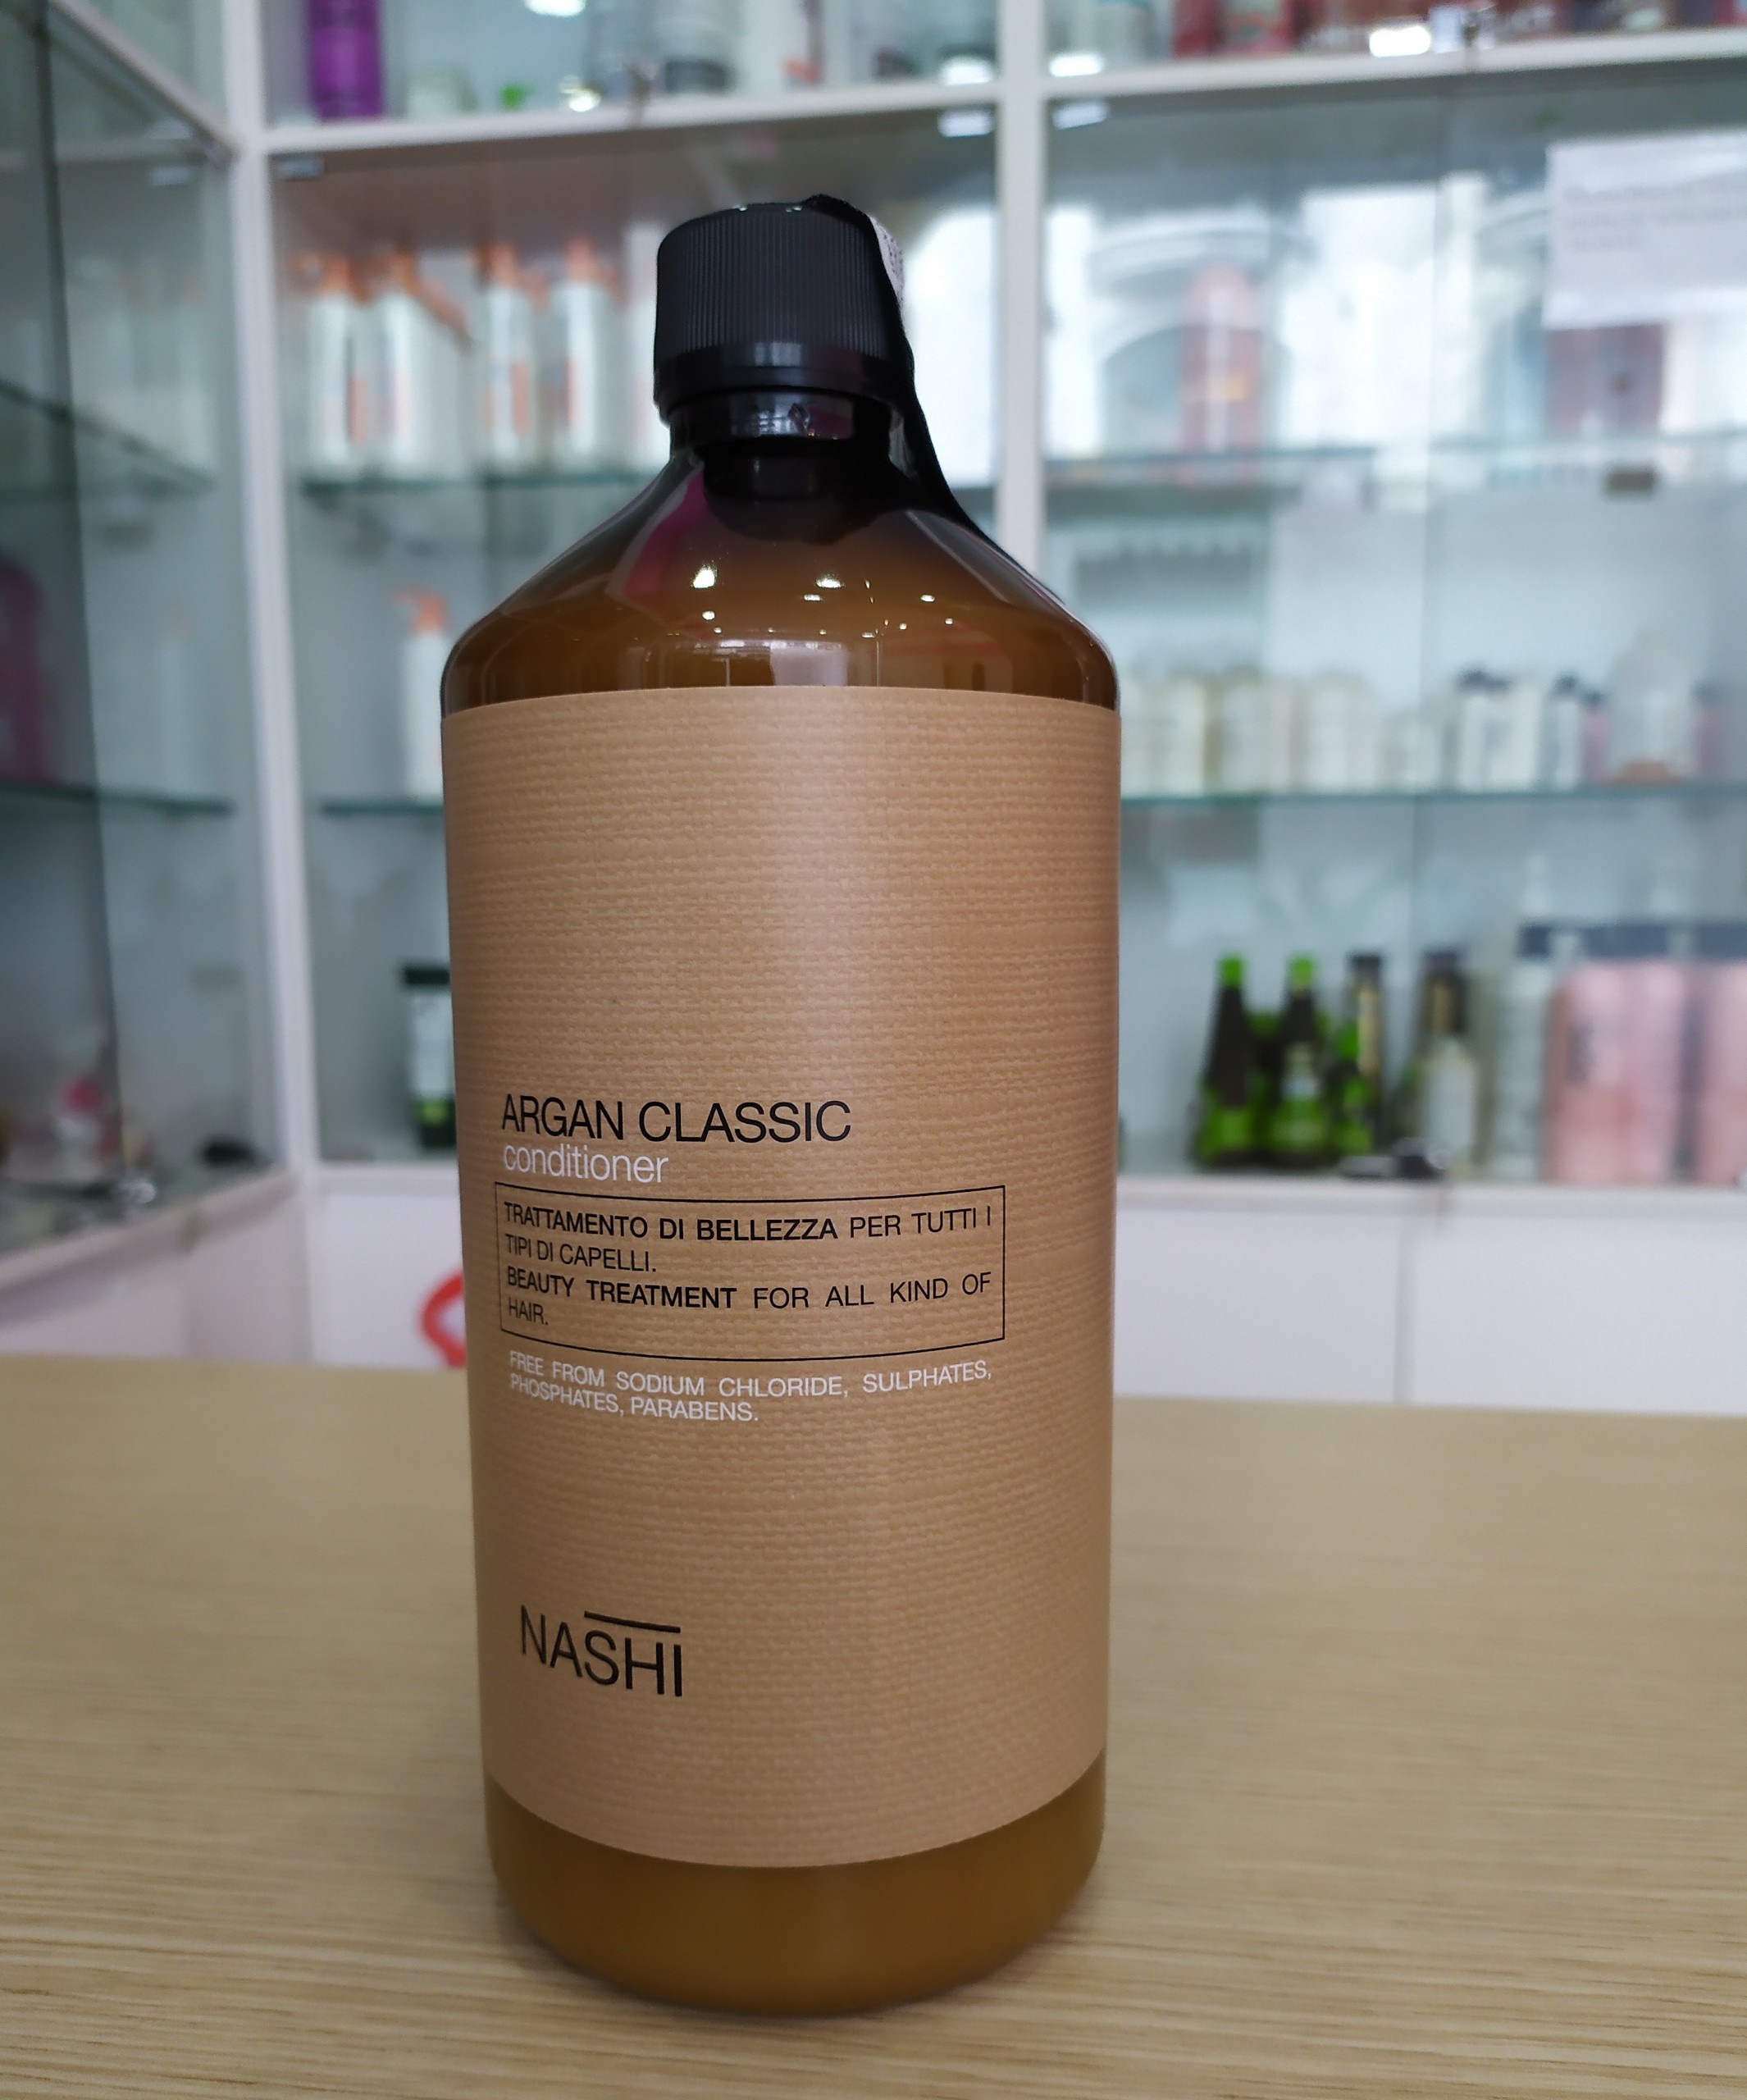 ARGAN CLASSIC
conditioner
TRATTAMENTO DI BELLEZZA PER TUTTI I
TIPI DI CAPELLI.
BEAUTY TREATMENT FOR ALL KIND OF
HAIR.
FREE FROM SODIUM CHLORIDE, SULPHATES,
PHOSPHATES, PARABENS.
NASHI